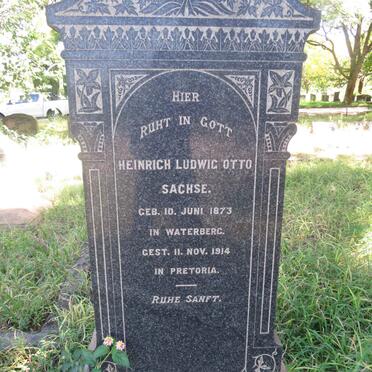 HIER
RUHT IN GOTT
HEINRICH LUDWIG OTTO
SACHSE.
GEB. 10. JUNI 1873
IN WATERBERG.
GEST. 11. NOV. 1914
IN PRETORIA.
RUHE SANFT.